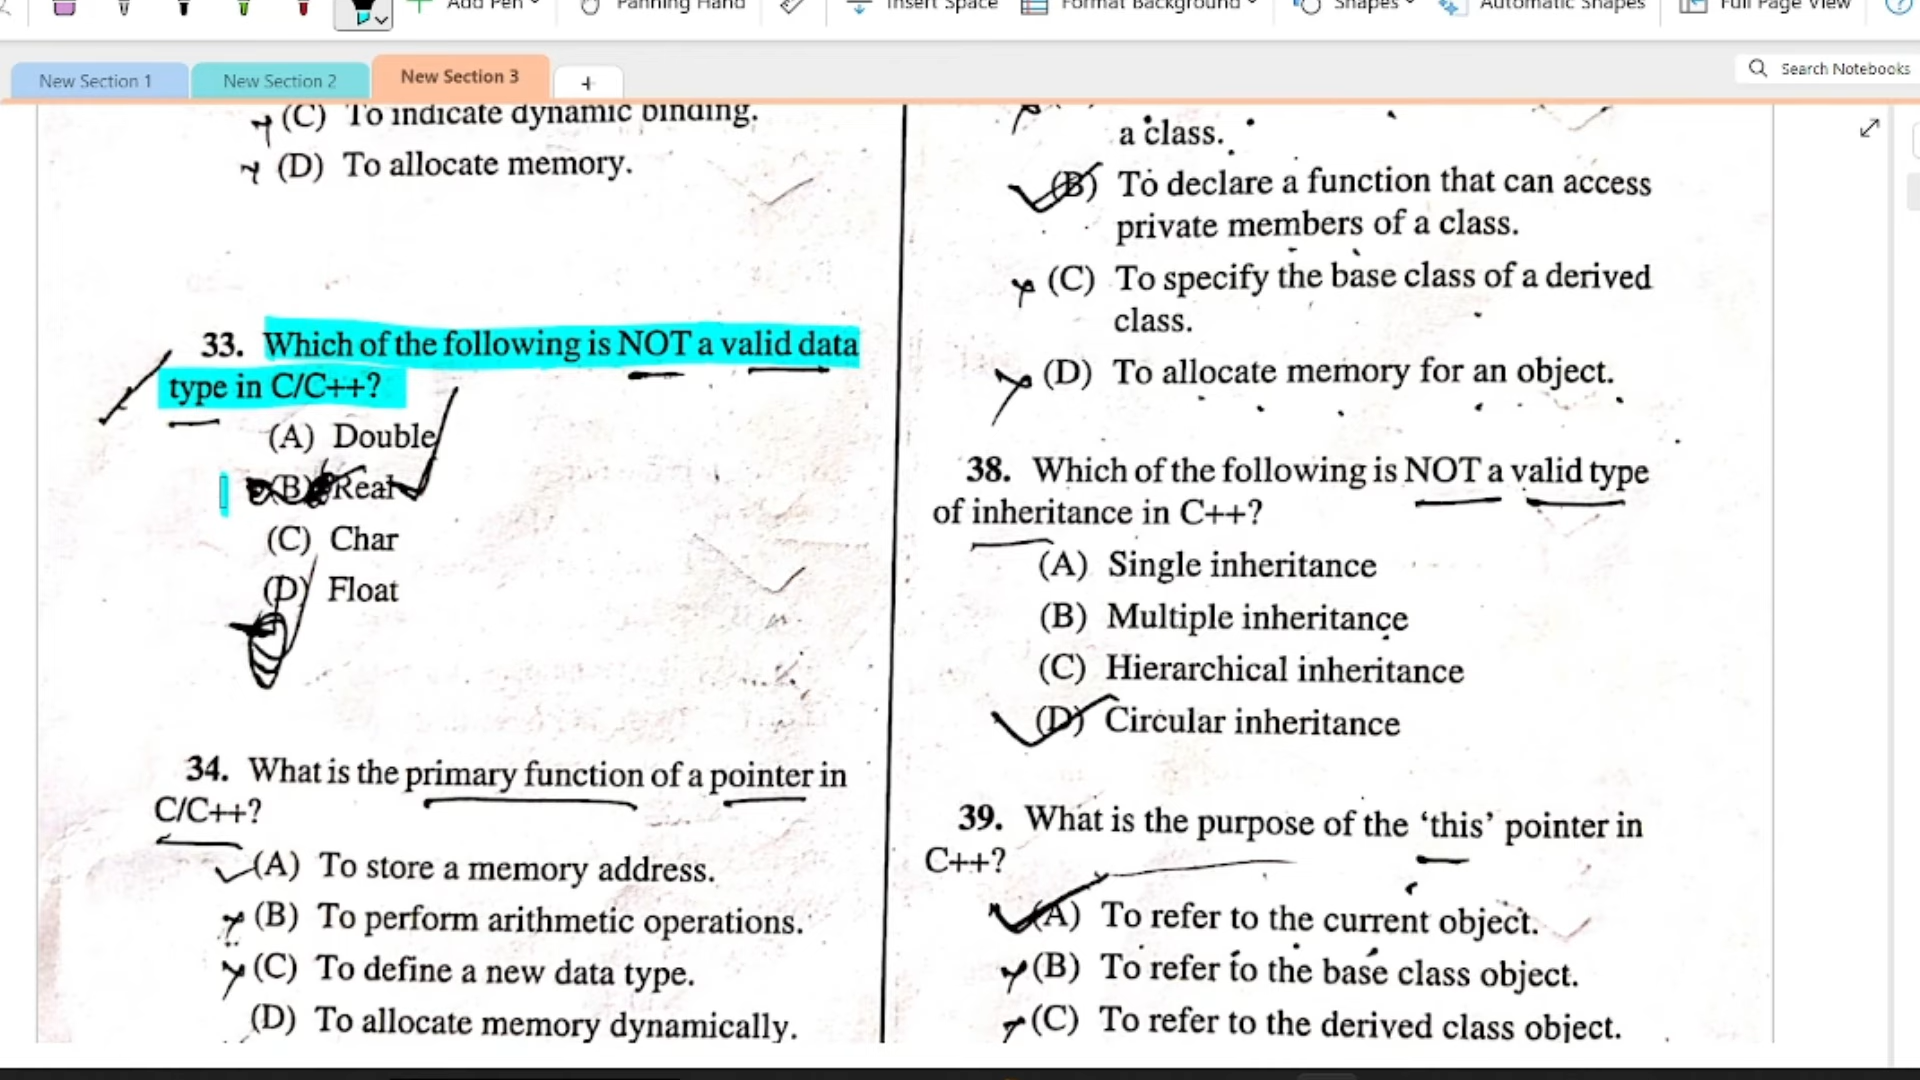 Add Pen
Panning Hand
Insert Space
Format Background
Shapes
Automatic Shapes
Full Page View
New Section 1
New Section 2
New Section 3
+
Search Notebooks
(C) To indicate dynamic binding.
(D) To allocate memory.
33. Which of the following is NOT a valid data
type in C/C++?
(A) Double
(B) Real
(C) Char
(D) Float
34. What is the primary function of a pointer in
C/C++?
(A) To store a memory address.
(B) To perform arithmetic operations.
(C) To define a new data type.
(D) To allocate memory dynamically.
a class.
(B) To declare a function that can access
private members of a class.
(C) To specify the base class of a derived
class.
(D) To allocate memory for an object.
38. Which of the following is NOT a valid type
of inheritance in C++?
(A) Single inheritance
(B) Multiple inheritance
(C) Hierarchical inheritance
(D) Circular inheritance
39. What is the purpose of the ‘this’ pointer in
C++?
(A) To refer to the current object.
(B) To refer to the base class object.
(C) To refer to the derived class object.